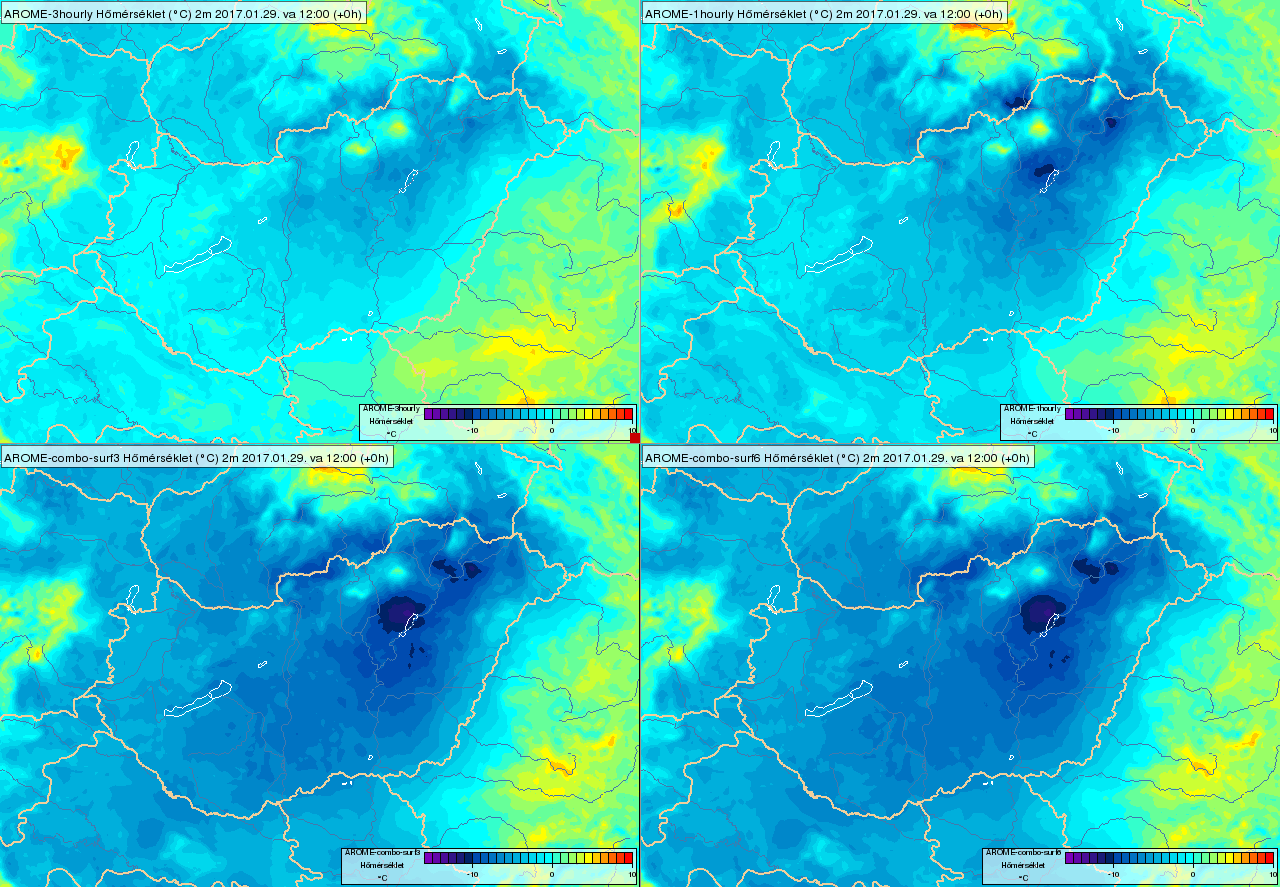 AROME-3hourly Hőmérséklet (°C) 2m 2017.01.29. va 12:00 (+0h)
AROME-1hourly Hőmérséklet (°C) 2m 2017.01.29. va 12:00 (+0h)
AROME-3hourly
Hőmérséklet
°C
-10 0 10
AROME-1hourly
Hőmérséklet
°C
-10 0 10
AROME-combo-surf3 Hőmérséklet (°C) 2m 2017.01.29. va 12:00 (+0h)
AROME-combo-surf6 Hőmérséklet (°C) 2m 2017.01.29. va 12:00 (+0h)
AROME-combo-surf3
Hőmérséklet
°C
-10 0 10
AROME-combo-surf6
Hőmérséklet
°C
-10 0 10